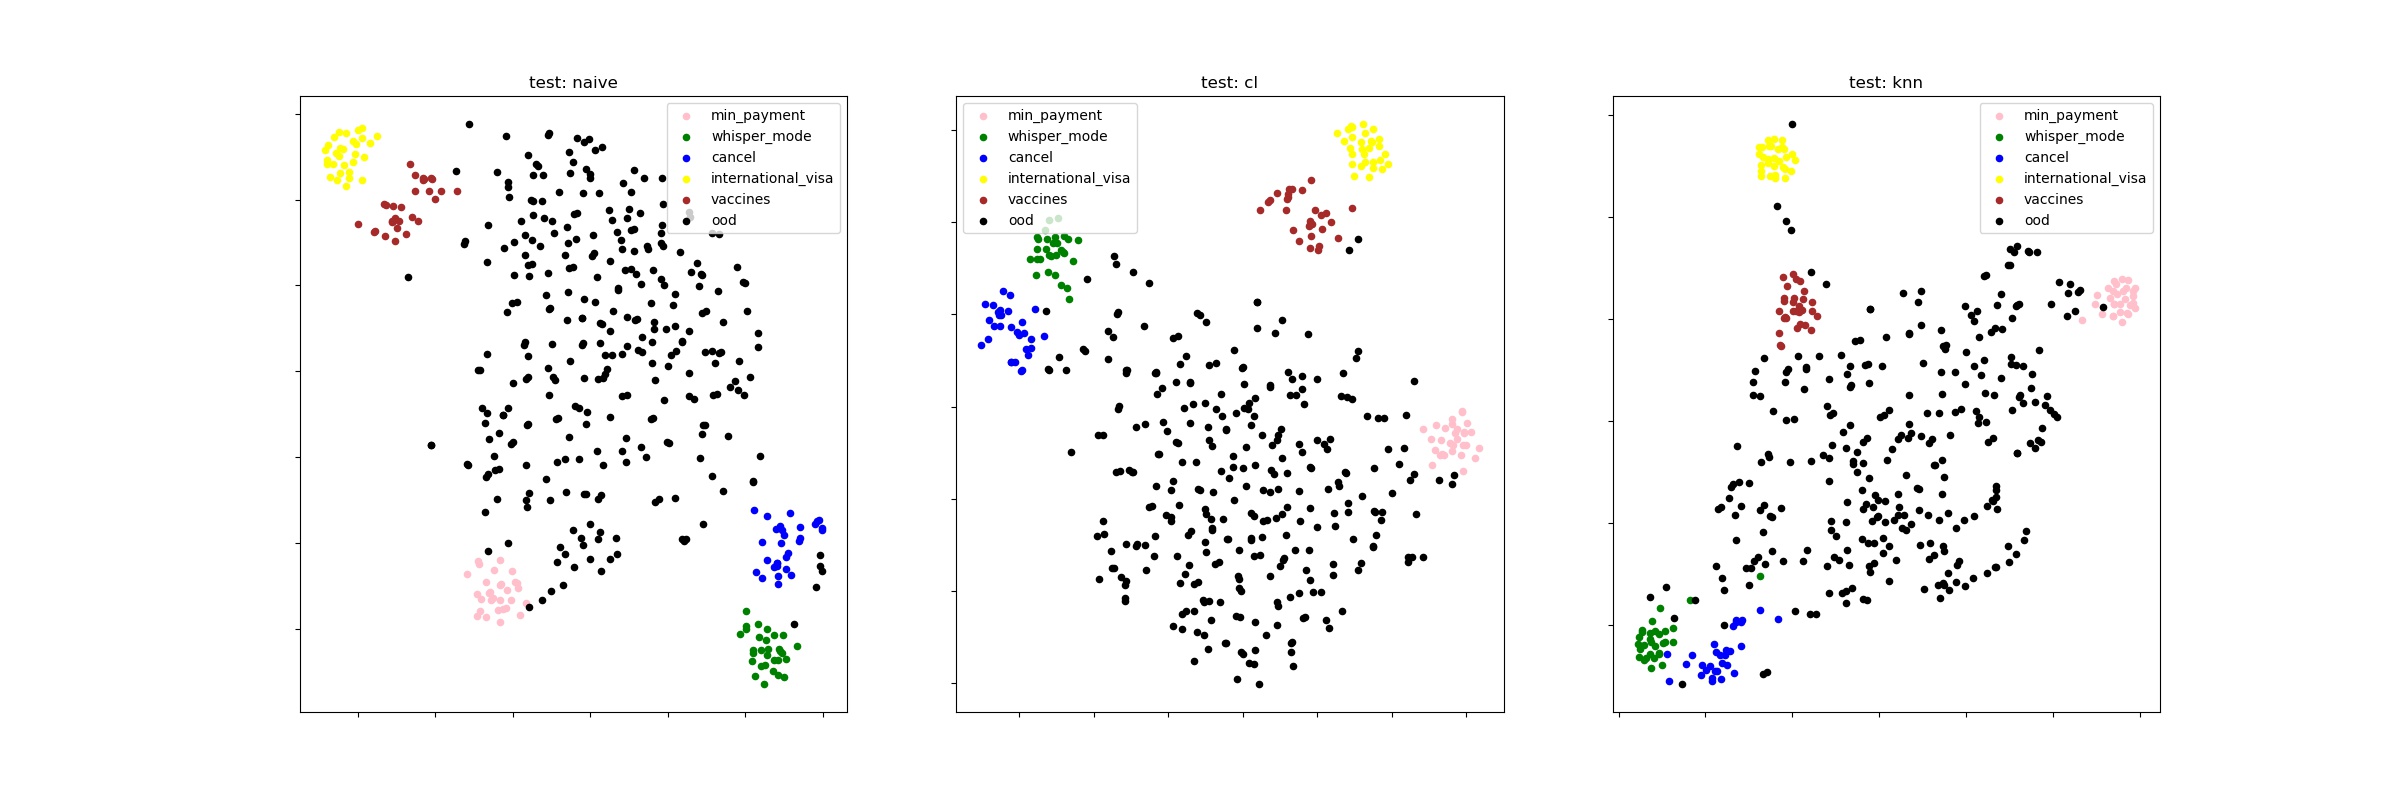 test: naive
min_payment
whisper_mode
cancel
international_visa
vaccines
ood
test: cl
min_payment
whisper_mode
cancel
international_visa
vaccines
ood
test: knn
min_payment
whisper_mode
cancel
international_visa
vaccines
ood